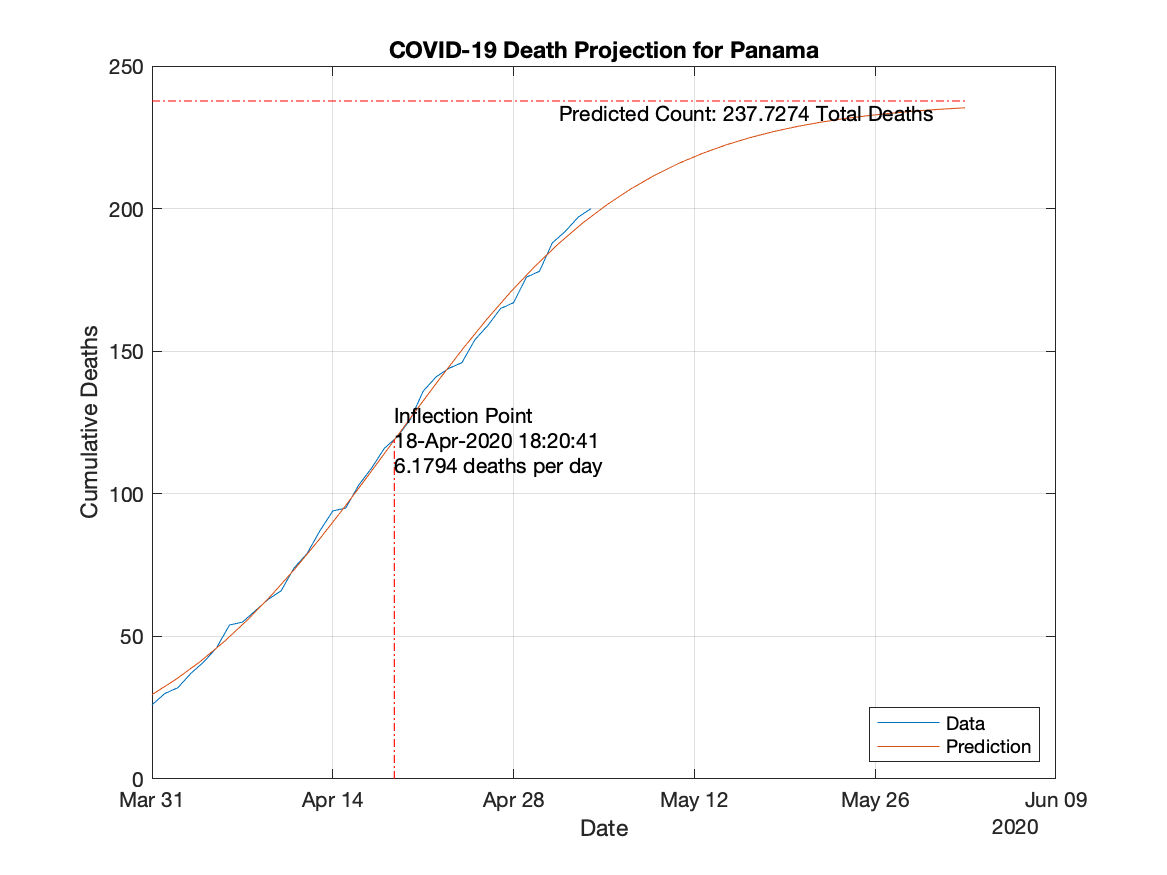 COVID-19 Death Projection for Panama
250
Predicted Count: 237.7274 Total Deaths
200
150
Inflection Point
18-Apr-2020 18:20:41
6.1794 deaths per day
100
50
0
Cumulative Deaths
Data
Prediction
Mar 31 Apr 14 Apr 28 May 12 May 26 Jun 09
Date
2020